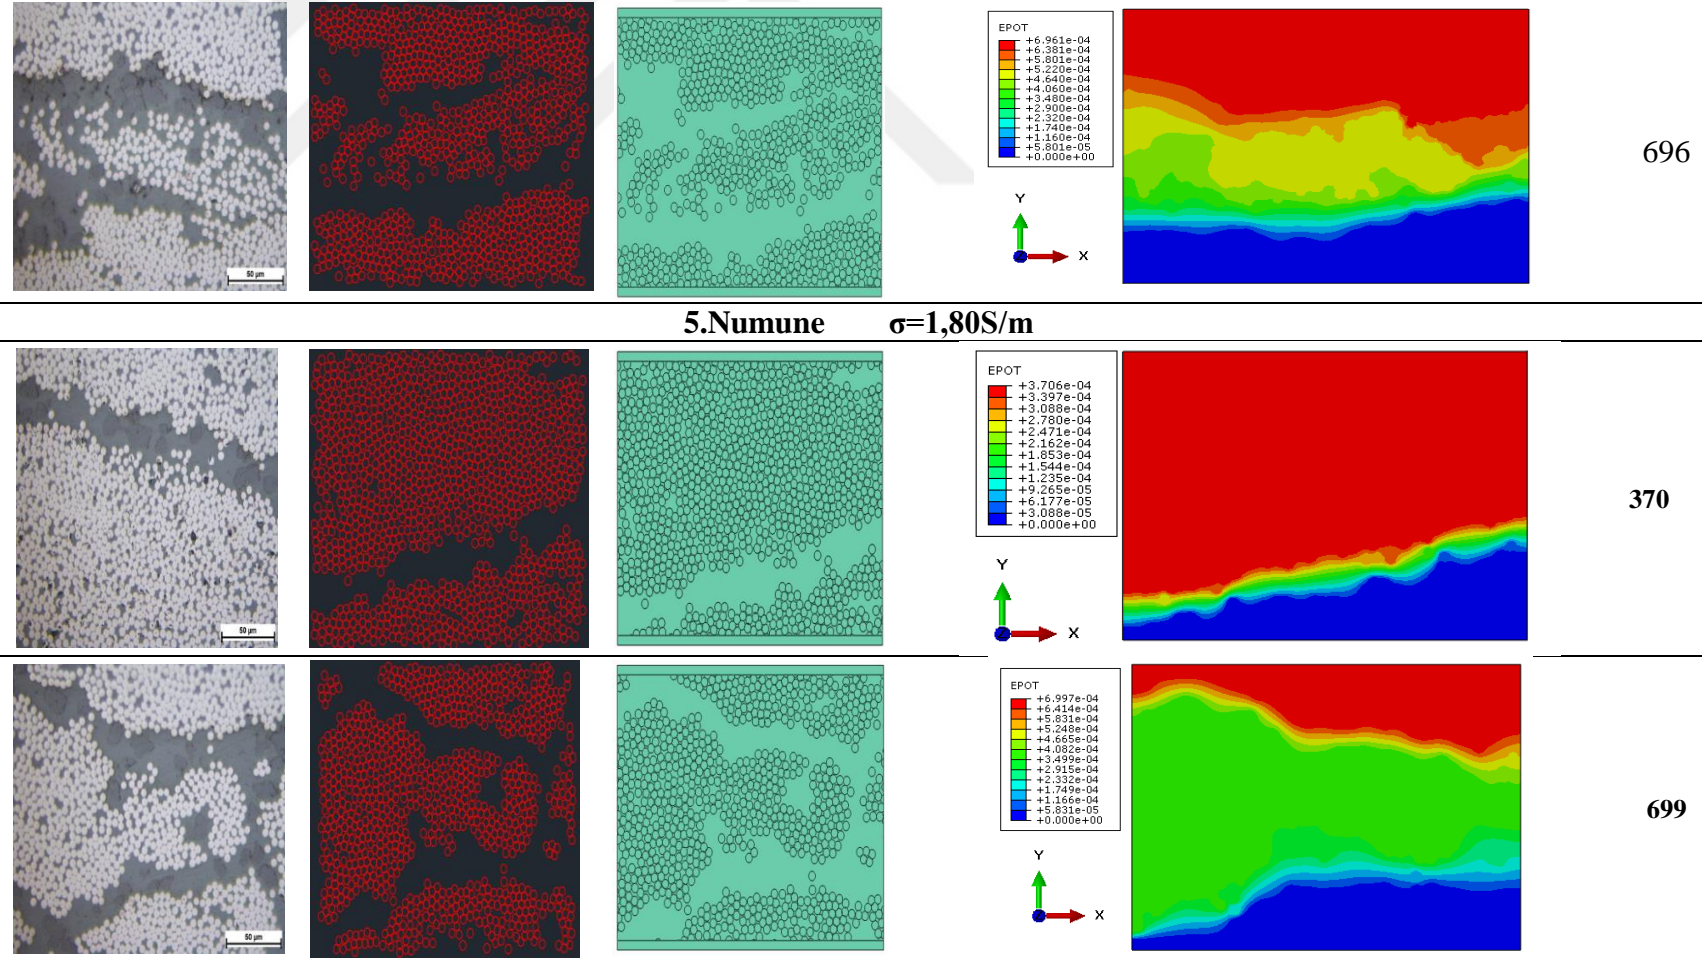 EPOT
+6.961e-04
+6.381e-04
+5.801e-04
+5.220e-04
+4.640e-04
+4.060e-04
+3.480e-04
+2.900e-04
+2.320e-04
+1.740e-04
+1.160e-04
+5.801e-05
+0.000e+00
Y
Z
X
696
50 µm
5.Numune σ=1,80S/m
EPOT
+3.706e-04
+3.397e-04
+3.088e-04
+2.780e-04
+2.471e-04
+2.162e-04
+1.853e-04
+1.544e-04
+1.235e-04
+9.265e-05
+6.177e-05
+3.088e-05
+0.000e+00
Y
Z
X
370
50 µm
EPOT
+6.997e-04
+6.414e-04
+5.831e-04
+5.248e-04
+4.665e-04
+4.082e-04
+3.499e-04
+2.915e-04
+2.332e-04
+1.749e-04
+1.166e-04
+5.831e-05
+0.000e+00
Y
Z
X
699
50 µm